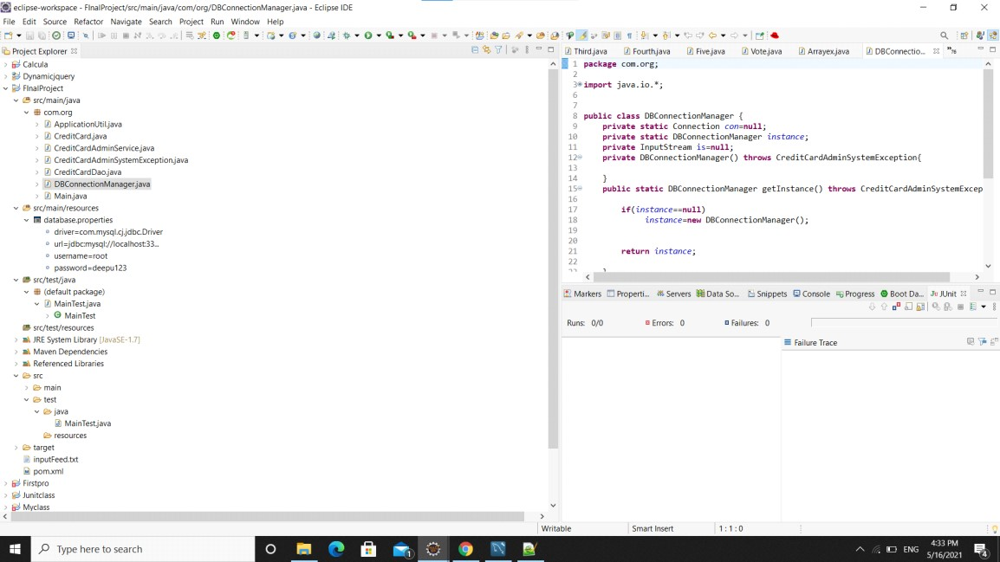 eclipse-workspace - FInalProject/src/main/java/com/org/DBConnectionManager.java - Eclipse IDE
File Edit Source Refactor Navigate Search Project Run Window Help
Project Explorer
Calcula
Dynamicjquery
FInalProject
src/main/java
com.org
ApplicationUtil.java
CreditCard.java
CreditCardAdminService.java
CreditCardAdminSystemException.java
CreditCardDao.java
DBConnectionManager.java
Main.java
src/main/resources
database.properties
driver=com.mysql.cj.jdbc.Driver
url=jdbc:mysql://localhost:33...
username=root
password=deepu123
src/test/java
(default package)
MainTest.java
MainTest
src/test/resources
JRE System Library [JavaSE-1.7]
Maven Dependencies
Referenced Libraries
src
main
test
java
MainTest.java
resources
target
inputFeed.txt
pom.xml
Firstpro
Junitclass
Myclass
Third.java Fourth.java Five.java Vote.java Arrayex.java DBConnectio... »76
1 package com.org;
2
3 import java.io.*;
6
7
8 public class DBConnectionManager {
9 private static Connection con=null;
10 private static DBConnectionManager instance;
11 private InputStream is=null;
12 private DBConnectionManager() throws CreditCardAdminSystemException{
13
14 }
15 public static DBConnectionManager getInstance() throws CreditCardAdminSystemExcep
16
17 if(instance==null)
18 instance=new DBConnectionManager();
19
20
21 return instance;
22
23 }
Markers Properti... Servers Data So... Snippets Console Progress Boot Da... JUnit
Runs: 0/0 Errors: 0 Failures: 0
Failure Trace
Writable Smart Insert 1 : 1 : 0
Type here to search
1
ENG
4:33 PM
5/16/2021
4